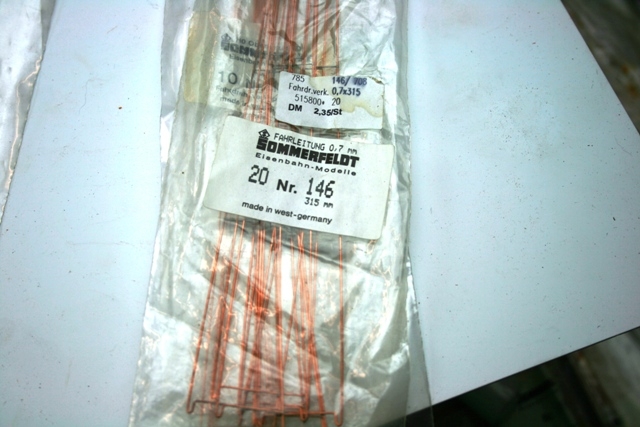 SOMMERFELDT
10
785 146/
Fahrdr.verk. 0,7x315
515800* 20
DM 2,35/St
FAHRLEITUNG 0,7 mm
SOMMERFELDT
Eisenbahn-Modelle
20 Nr. 146
315 mm
made in west-germany